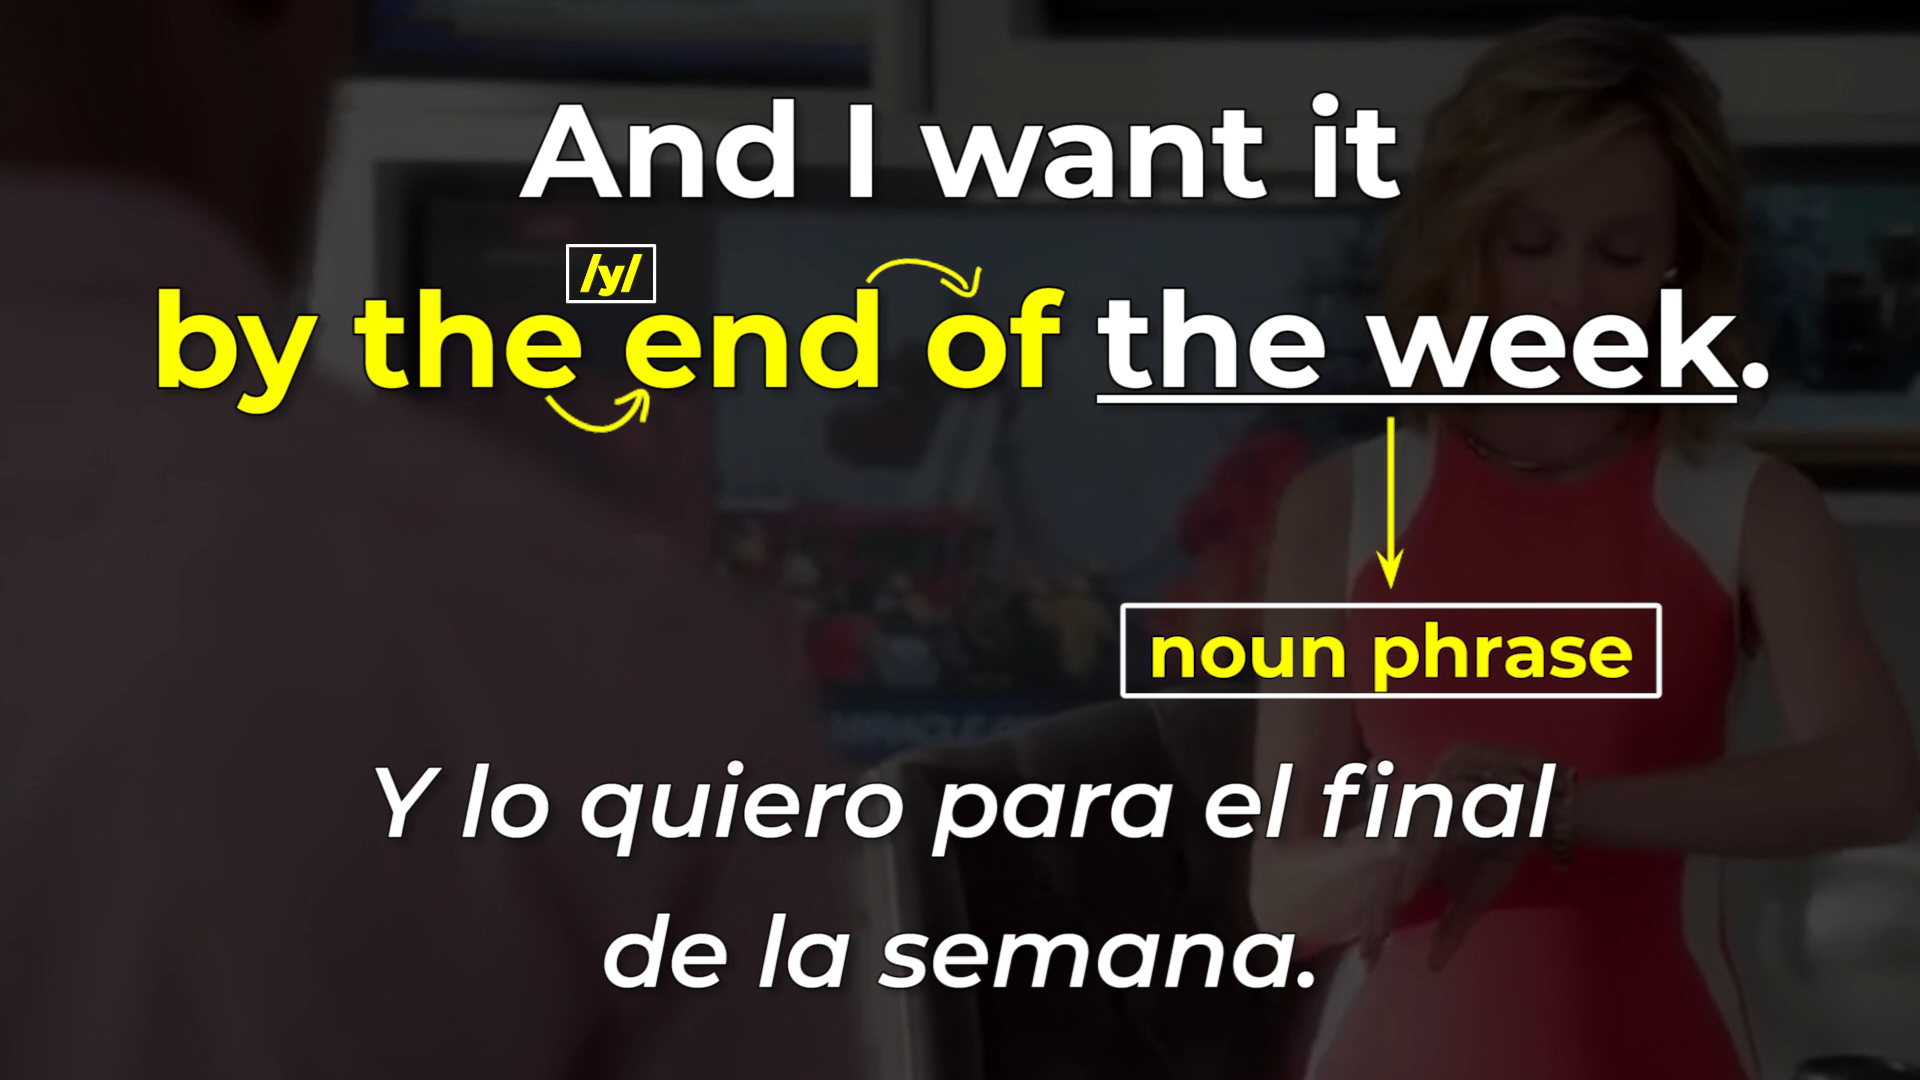 And I want it
/y/
by the end of the week.
noun phrase
Y lo quiero para el final
de la semana.